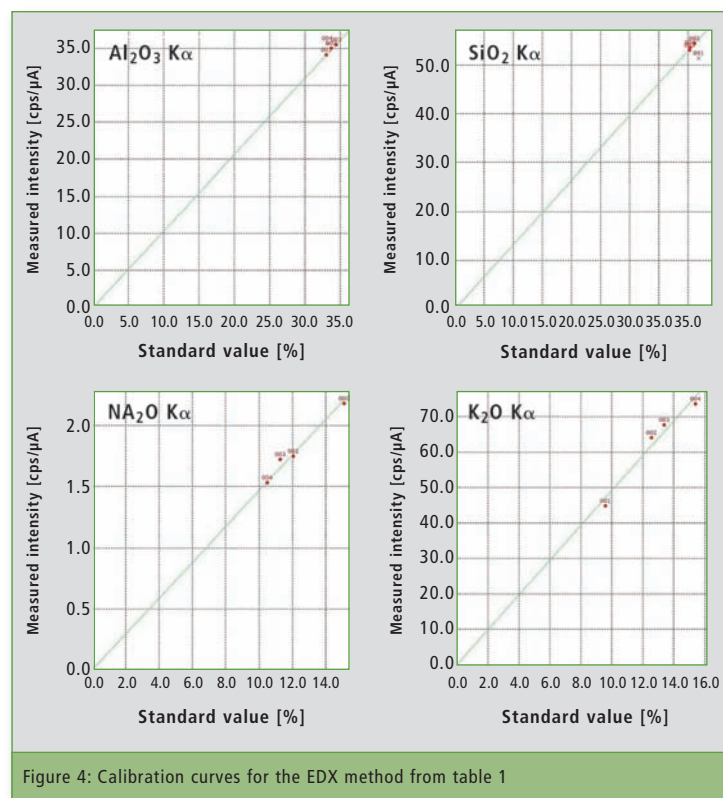 Al₂O₃ Kα
Measured intensity [cps/µA]
35.0
30.0
25.0
20.0
15.0
10.0
5.0
0.0
0.0 5.0 10.0 15.0 20.0 25.0 30.0 35.0
Standard value [%]
SiO₂ Kα
Measured intensity [cps/µA]
50.0
40.0
30.0
20.0
10.0
0.0
0.0 5.0 10.0 15.0 20.0 25.0 30.0 35.0
Standard value [%]
NA₂O Kα
Measured intensity [cps/µA]
2.0
1.5
1.0
0.5
0.0
0.0 2.0 4.0 6.0 8.0 10.0 12.0 14.0
Standard value [%]
K₂O Kα
Measured intensity [cps/µA]
004
003
002
001
70.0
60.0
50.0
40.0
30.0
20.0
10.0
0.0
0.0 2.0 4.0 6.0 8.0 10.0 12.0 14.0 16.0
Standard value [%]
Figure 4: Calibration curves for the EDX method from table 1